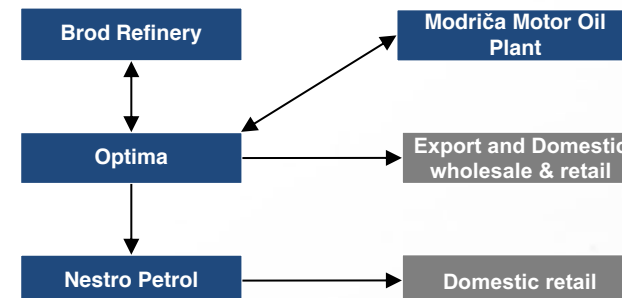 Brod Refinery
Modriča Motor Oil
Plant
Optima
Export and Domestic
wholesale & retail
Nestro Petrol
Domestic retail